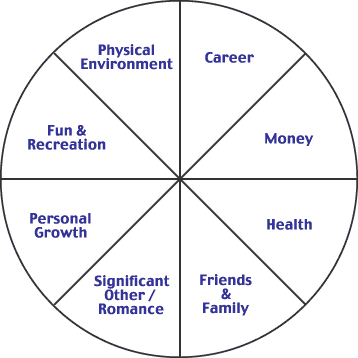 Physical
Environment
Career
Fun &
Recreation
Money
Personal
Growth
Health
Significant
Other /
Romance
Friends
&
Family